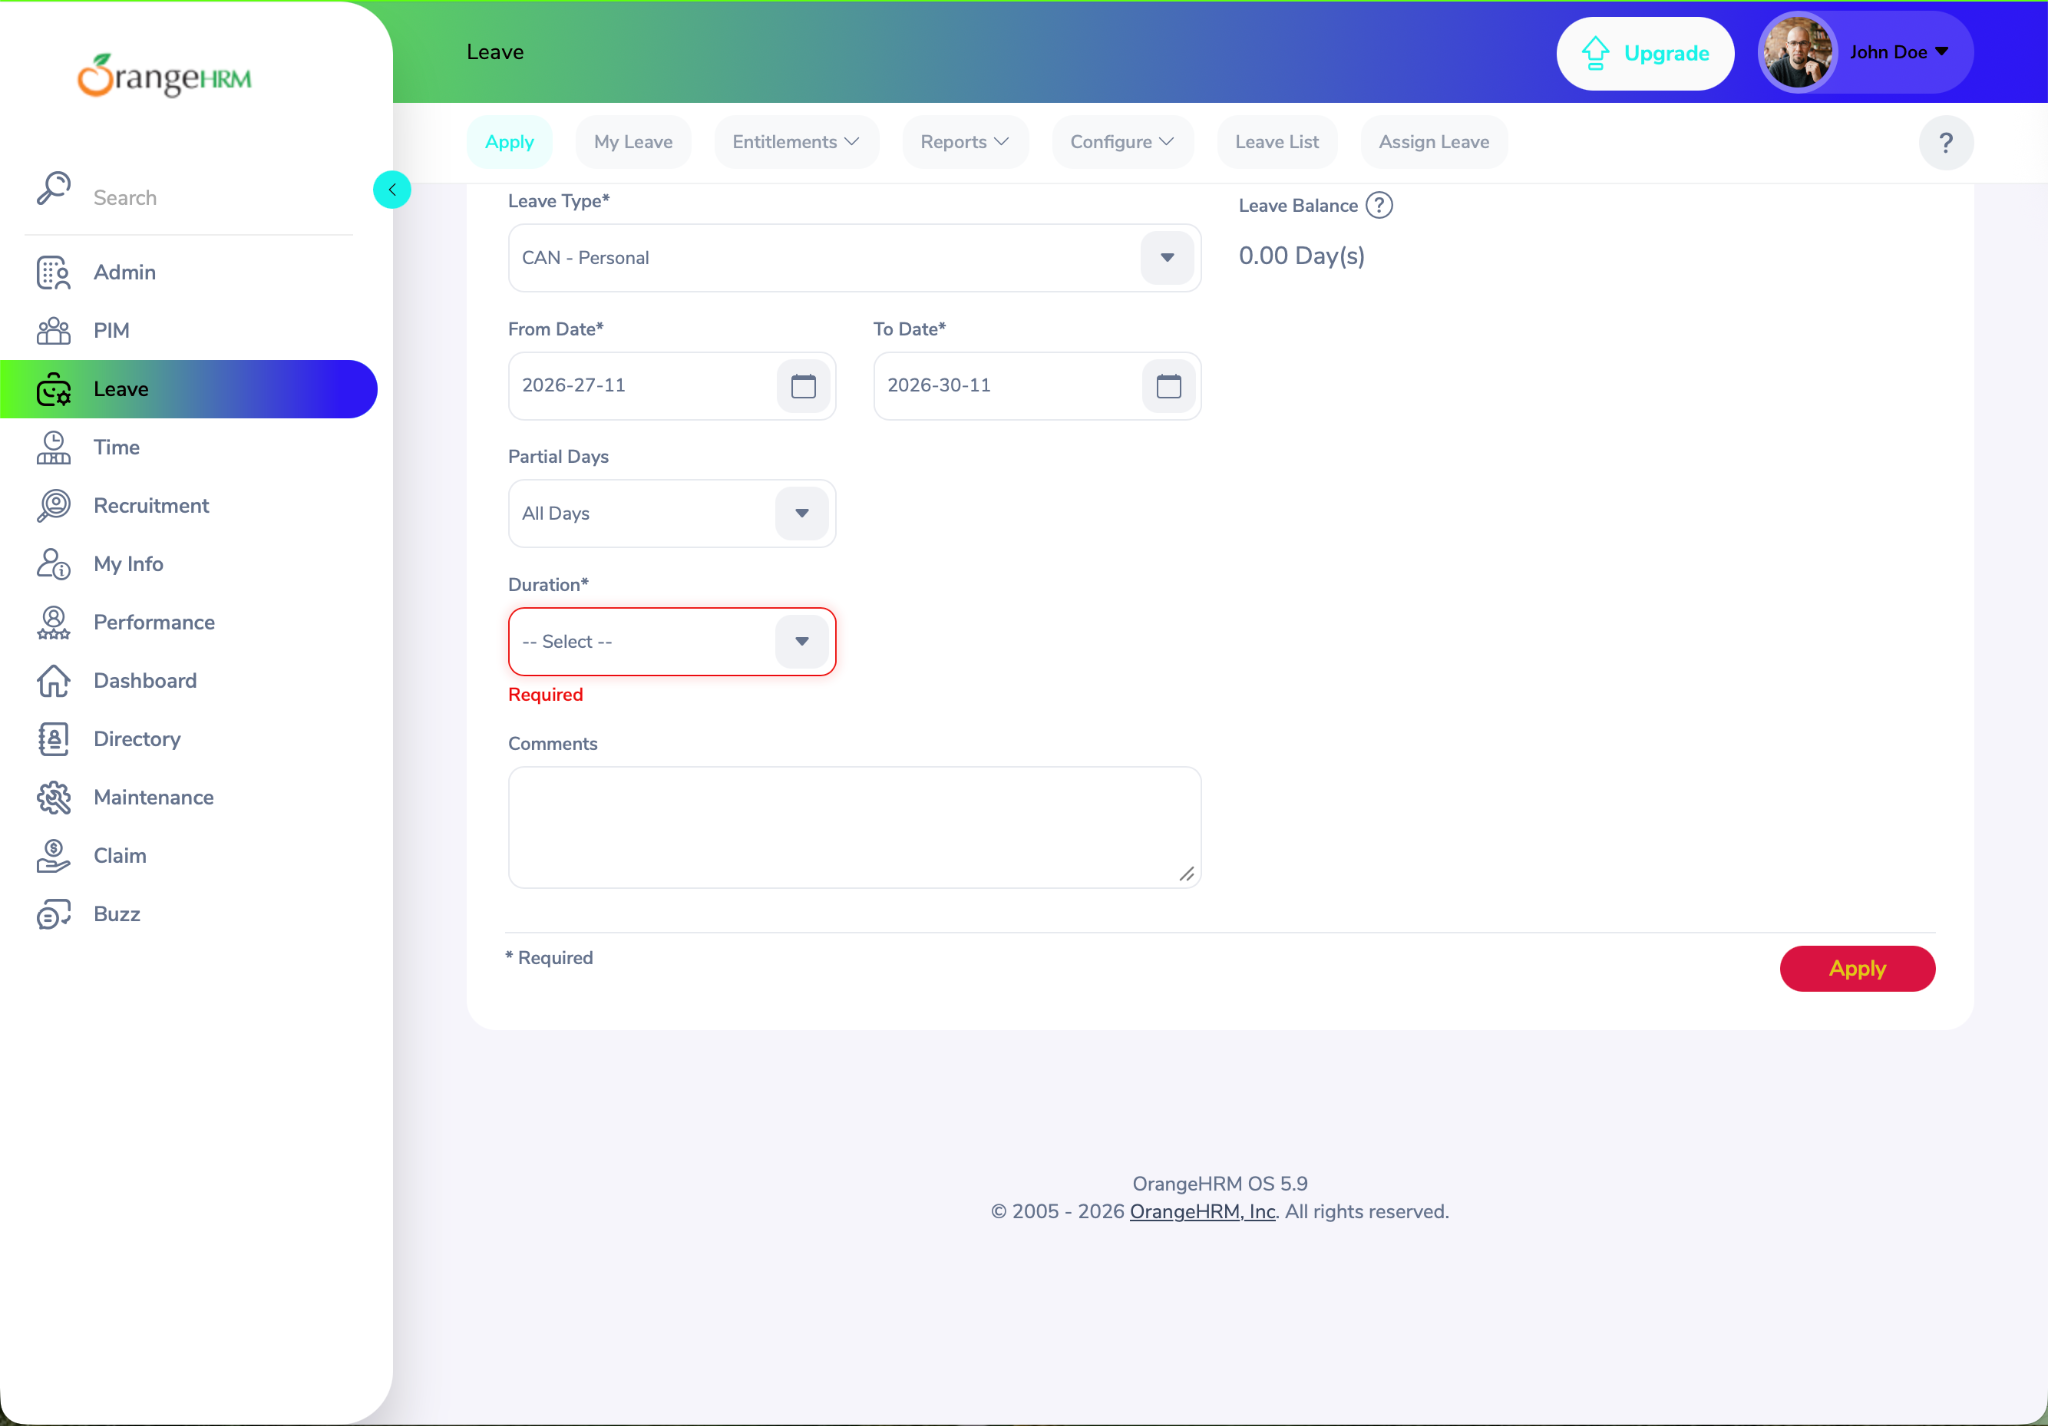 OrangeHRM
Search
Admin
PIM
Leave
Time
Recruitment
My Info
Performance
Dashboard
Directory
Maintenance
Claim
Buzz
Leave
Upgrade
John Doe
Apply
My Leave
Entitlements
Reports
Configure
Leave List
Assign Leave
?
Leave Type*
CAN - Personal
Leave Balance ?
0.00 Day(s)
From Date*
2026-27-11
To Date*
2026-30-11
Partial Days
All Days
Duration*
-- Select --
Required
Comments
* Required
Apply
OrangeHRM OS 5.9
© 2005 - 2026 OrangeHRM, Inc. All rights reserved.